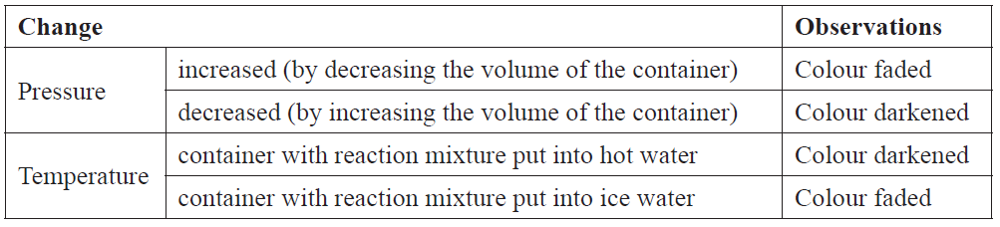 Change Observations
Pressure increased (by decreasing the volume of the container) Colour faded
decreased (by increasing the volume of the container) Colour darkened
Temperature container with reaction mixture put into hot water Colour darkened
container with reaction mixture put into ice water Colour faded